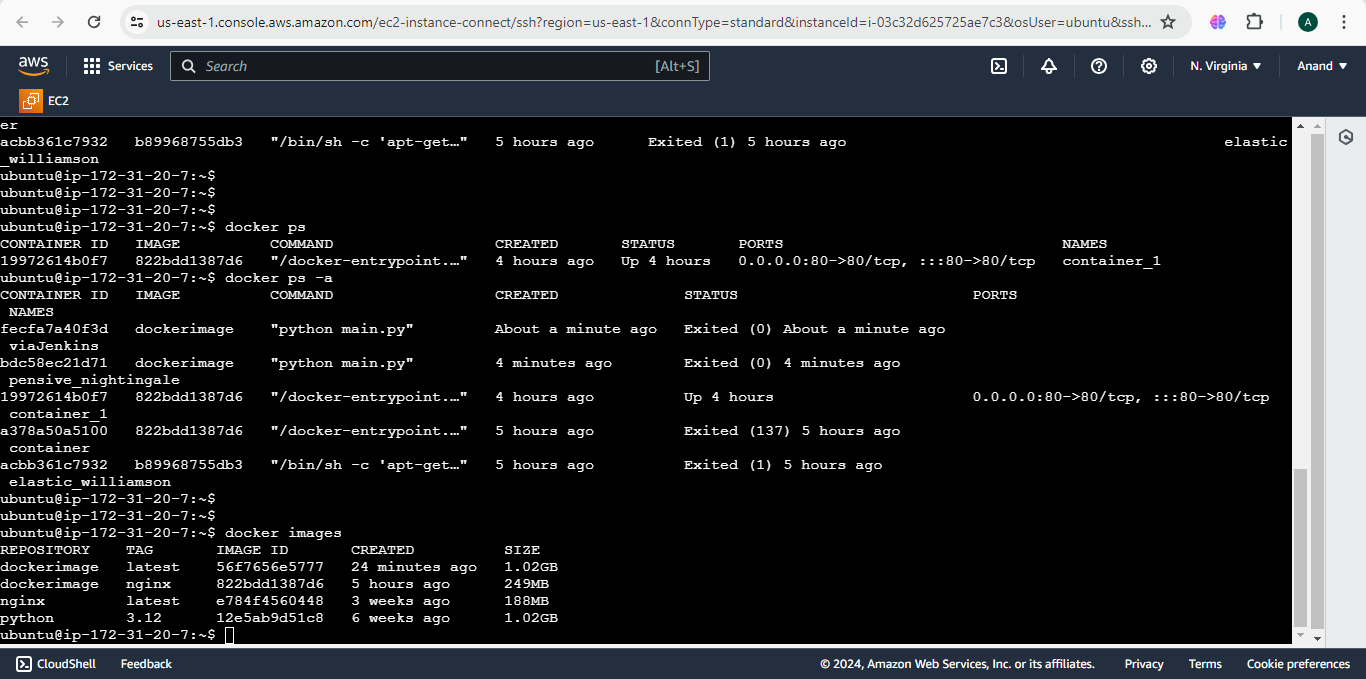 us-east-1.console.aws.amazon.com/ec2-instance-connect/ssh?region=us-east-1&connType=standard&instanceId=i-03c32d625725ae7c3&osUser=ubuntu&ssh... A
aws Services Search [Alt+S] N. Virginia Anand
EC2
er
acbb361c7932 b89968755db3 "/bin/sh -c 'apt-get…" 5 hours ago Exited (1) 5 hours ago elastic
_williamson
ubuntu@ip-172-31-20-7:~$
ubuntu@ip-172-31-20-7:~$
ubuntu@ip-172-31-20-7:~$
ubuntu@ip-172-31-20-7:~$ docker ps
CONTAINER ID IMAGE COMMAND CREATED STATUS PORTS NAMES
19972614b0f7 822bdd1387d6 "/docker-entrypoint.…" 4 hours ago Up 4 hours 0.0.0.0:80->80/tcp, :::80->80/tcp container_1
ubuntu@ip-172-31-20-7:~$ docker ps -a
CONTAINER ID IMAGE COMMAND CREATED STATUS PORTS
NAMES
fecfa7a40f3d dockerimage "python main.py" About a minute ago Exited (0) About a minute ago
viaJenkins
bdc58ec21d71 dockerimage "python main.py" 4 minutes ago Exited (0) 4 minutes ago
pensive_nightingale
19972614b0f7 822bdd1387d6 "/docker-entrypoint.…" 4 hours ago Up 4 hours 0.0.0.0:80->80/tcp, :::80->80/tcp
container_1
a378a50a5100 822bdd1387d6 "/docker-entrypoint.…" 5 hours ago Exited (137) 5 hours ago
container
acbb361c7932 b89968755db3 "/bin/sh -c 'apt-get…" 5 hours ago Exited (1) 5 hours ago
elastic_williamson
ubuntu@ip-172-31-20-7:~$
ubuntu@ip-172-31-20-7:~$
ubuntu@ip-172-31-20-7:~$ docker images
REPOSITORY TAG IMAGE ID CREATED SIZE
dockerimage latest 56f7656e5777 24 minutes ago 1.02GB
dockerimage nginx 822bdd1387d6 5 hours ago 249MB
nginx latest e784f4560448 3 weeks ago 188MB
python 3.12 12e5ab9d51c8 6 weeks ago 1.02GB
ubuntu@ip-172-31-20-7:~$
CloudShell Feedback © 2024, Amazon Web Services, Inc. or its affiliates. Privacy Terms Cookie preferences